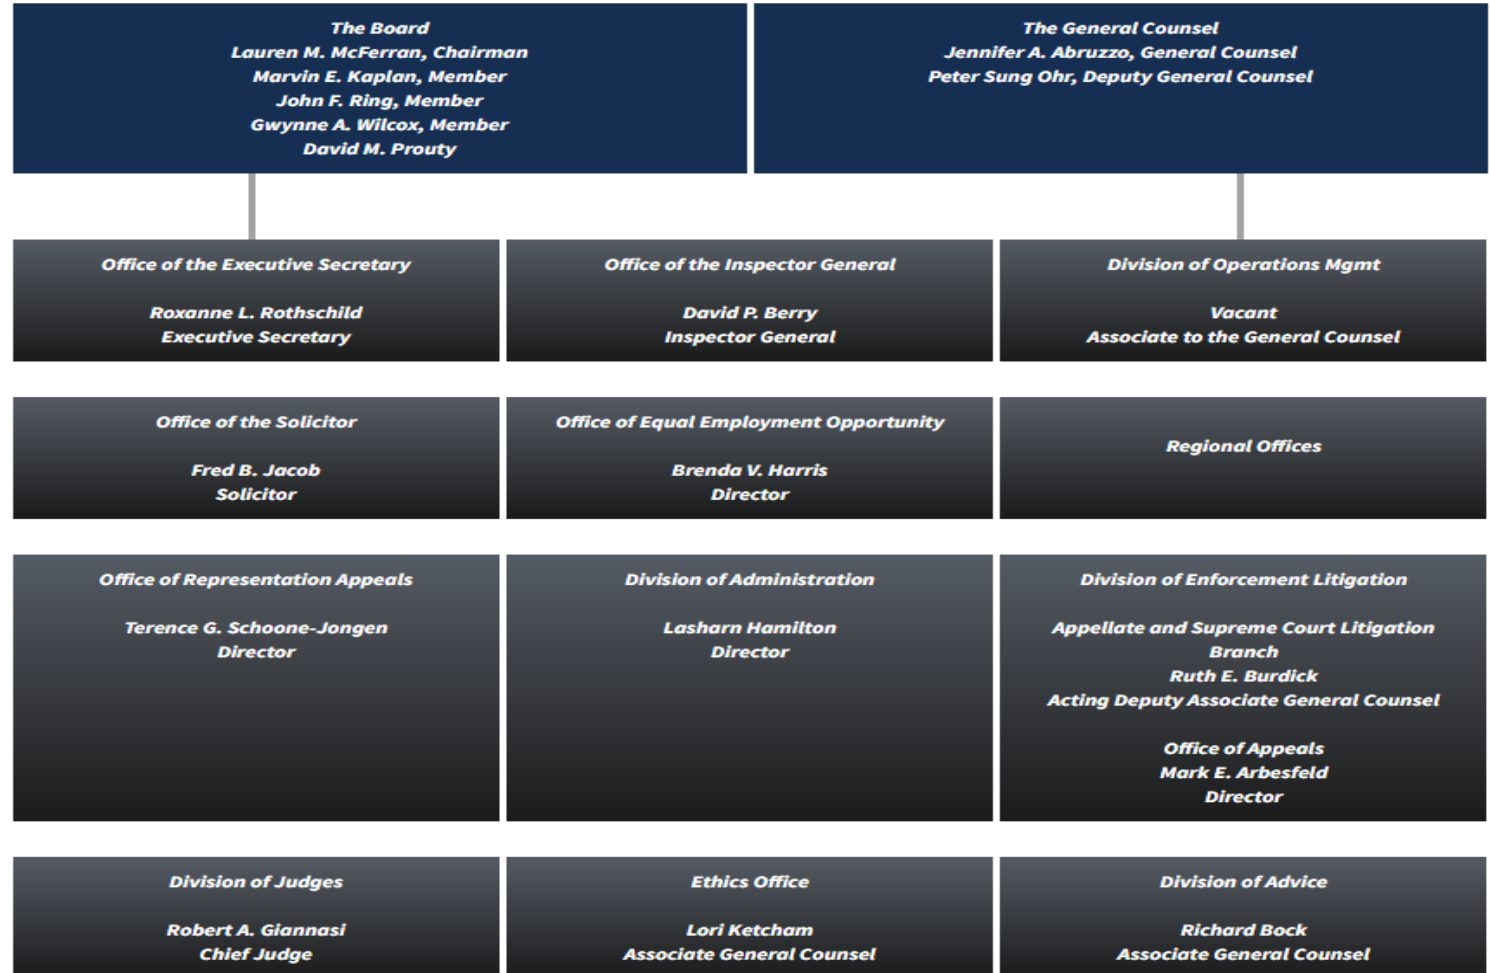 The Board
Lauren M. McFerran, Chairman
Marvin E. Kaplan, Member
John F. Ring, Member
Gwynne A. Wilcox, Member
David M. Prouty
The General Counsel
Jennifer A. Abruzzo, General Counsel
Peter Sung Ohr, Deputy General Counsel
Office of the Executive Secretary
Roxanne L. Rothschild
Executive Secretary
Office of the Inspector General
David P. Berry
Inspector General
Division of Operations Mgmt
Vacant
Associate to the General Counsel
Office of the Solicitor
Fred B. Jacob
Solicitor
Office of Equal Employment Opportunity
Brenda V. Harris
Director
Regional Offices
Office of Representation Appeals
Terence G. Schoone-Jongen
Director
Division of Administration
Lasharn Hamilton
Director
Division of Enforcement Litigation
Appellate and Supreme Court Litigation
Branch
Ruth E. Burdick
Acting Deputy Associate General Counsel
Office of Appeals
Mark E. Arbesfeld
Director
Division of Judges
Robert A. Giannasi
Chief Judge
Ethics Office
Lori Ketcham
Associate General Counsel
Division of Advice
Richard Bock
Associate General Counsel